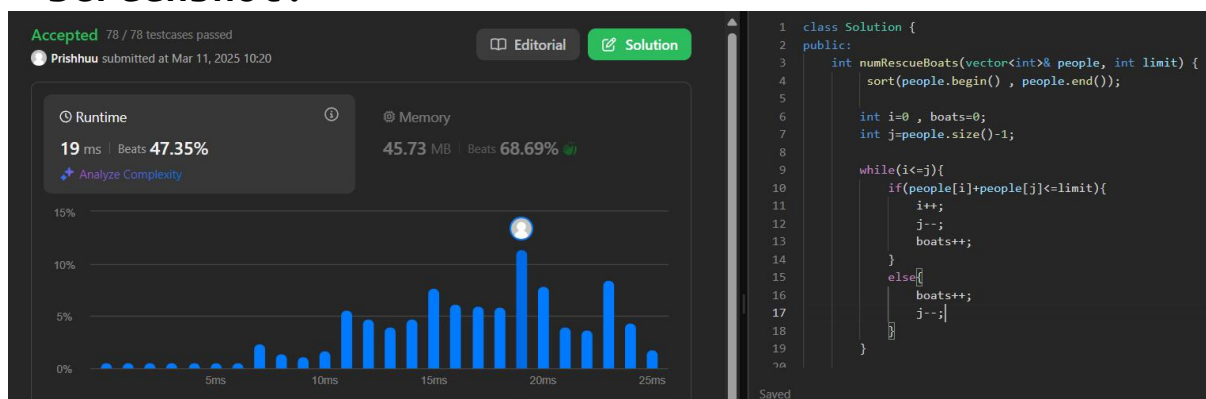 Accepted 78 / 78 testcases passed
Prishhuu submitted at Mar 11, 2025 10:20
Editorial
Solution
Runtime
19 ms Beats 47.35%
Analyze Complexity
Memory
45.73 MB Beats 68.69%
15%
10%
5%
0%
5ms 10ms 15ms 20ms 25ms
1 class Solution {
2 public:
3 int numRescueBoats(vector<int>& people, int limit) {
4 sort(people.begin() , people.end());
5
6 int i=0 , boats=0;
7 int j=people.size()-1;
8
9 while(i<=j){
10 if(people[i]+people[j]<=limit){
11 i++;
12 j--;
13 boats++;
14 }
15 else{
16 boats++;
17 j--;
18 }
19 }
20
Saved